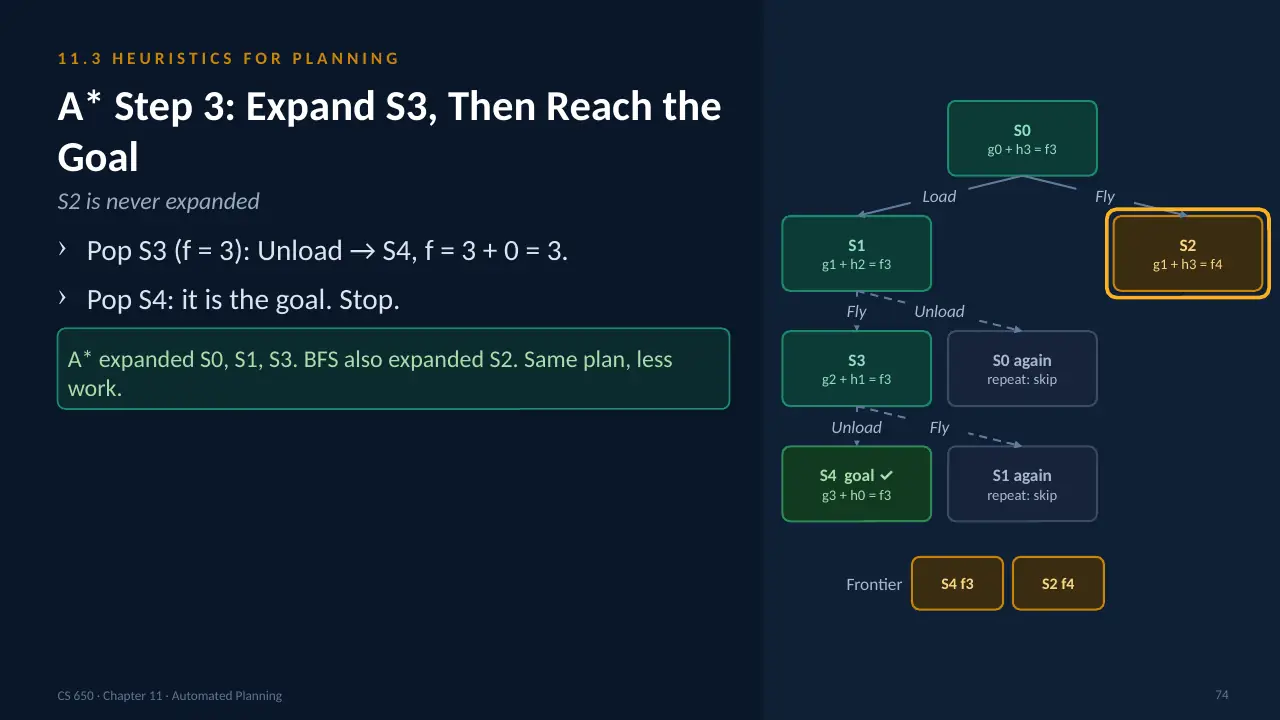 11.3 HEURISTICS FOR PLANNING
A* Step 3: Expand S3, Then Reach the
Goal
S2 is never expanded
› Pop S3 (f = 3): Unload → S4, f = 3 + 0 = 3.
› Pop S4: it is the goal. Stop.
A* expanded S0, S1, S3. BFS also expanded S2. Same plan, less
work.
S0
g0 + h3 = f3
Load
Fly
S1
g1 + h2 = f3
S2
g1 + h3 = f4
Fly
Unload
S3
g2 + h1 = f3
S0 again
repeat: skip
Unload
Fly
S4 goal ✓
g3 + h0 = f3
S1 again
repeat: skip
Frontier
S4 f3
S2 f4
CS 650 · Chapter 11 · Automated Planning
74